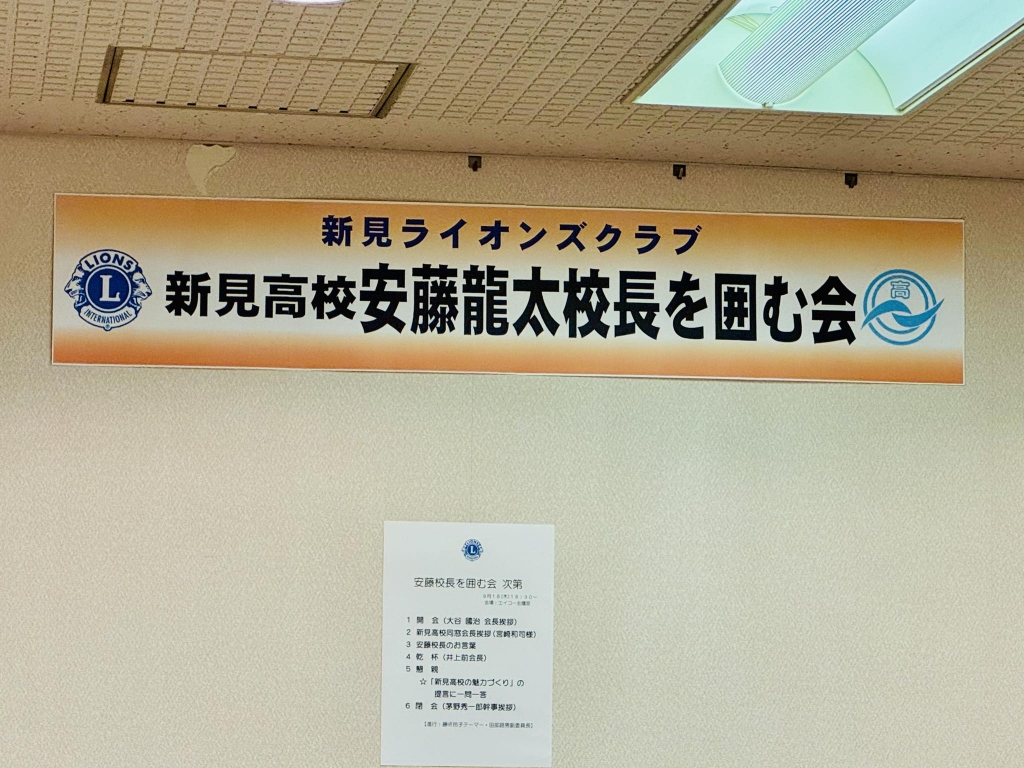 新見ライオンズクラブ
新見高校安藤龍太校長を囲む会
LIONS
L
INTERNATIONAL
高
L
安藤校長を囲む会 次第
1 開 会(大谷 國治 会長挨拶)
2 新見高校同窓会長挨拶(宮崎和司様)
3 安藤校長のお言葉
4 乾 杯(井上前会長)
5 懇 親
☆「新見高校の魅力づくり」の
提言に一問一答
6 閉 会(茅野秀一郎幹事挨拶)